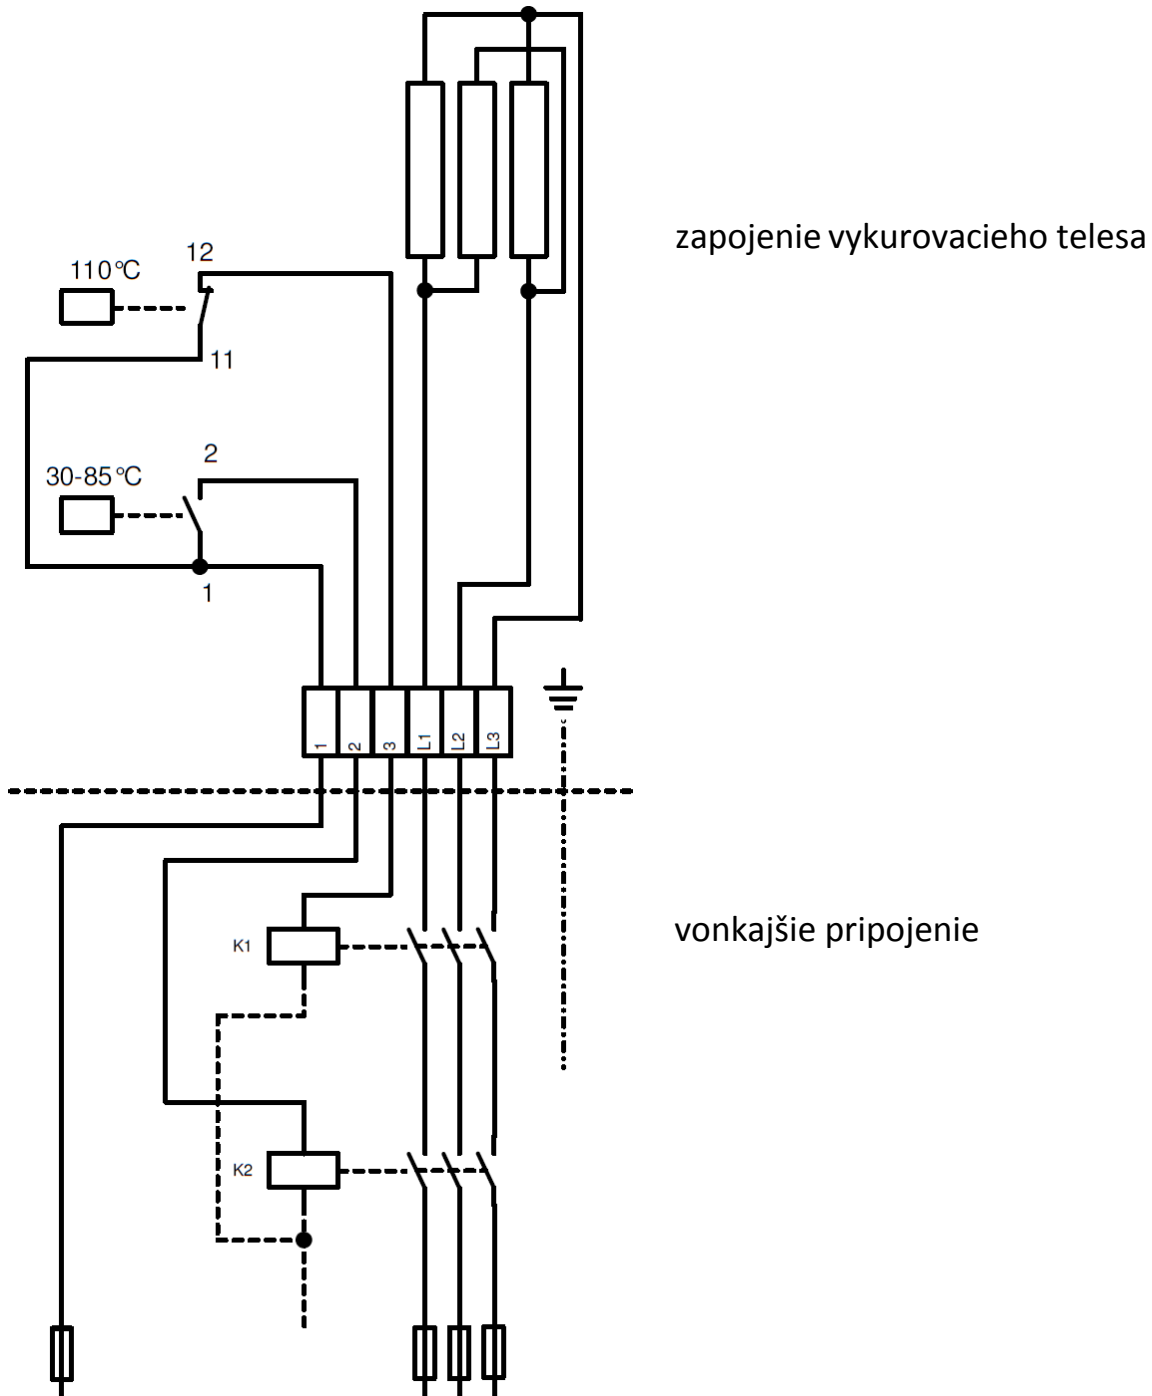 zapojenie vykurovacieho telesa
12
110°C
11
2
30-85°C
1
1
2
3
L1
L2
L3
vonkajšie pripojenie
K1
K2